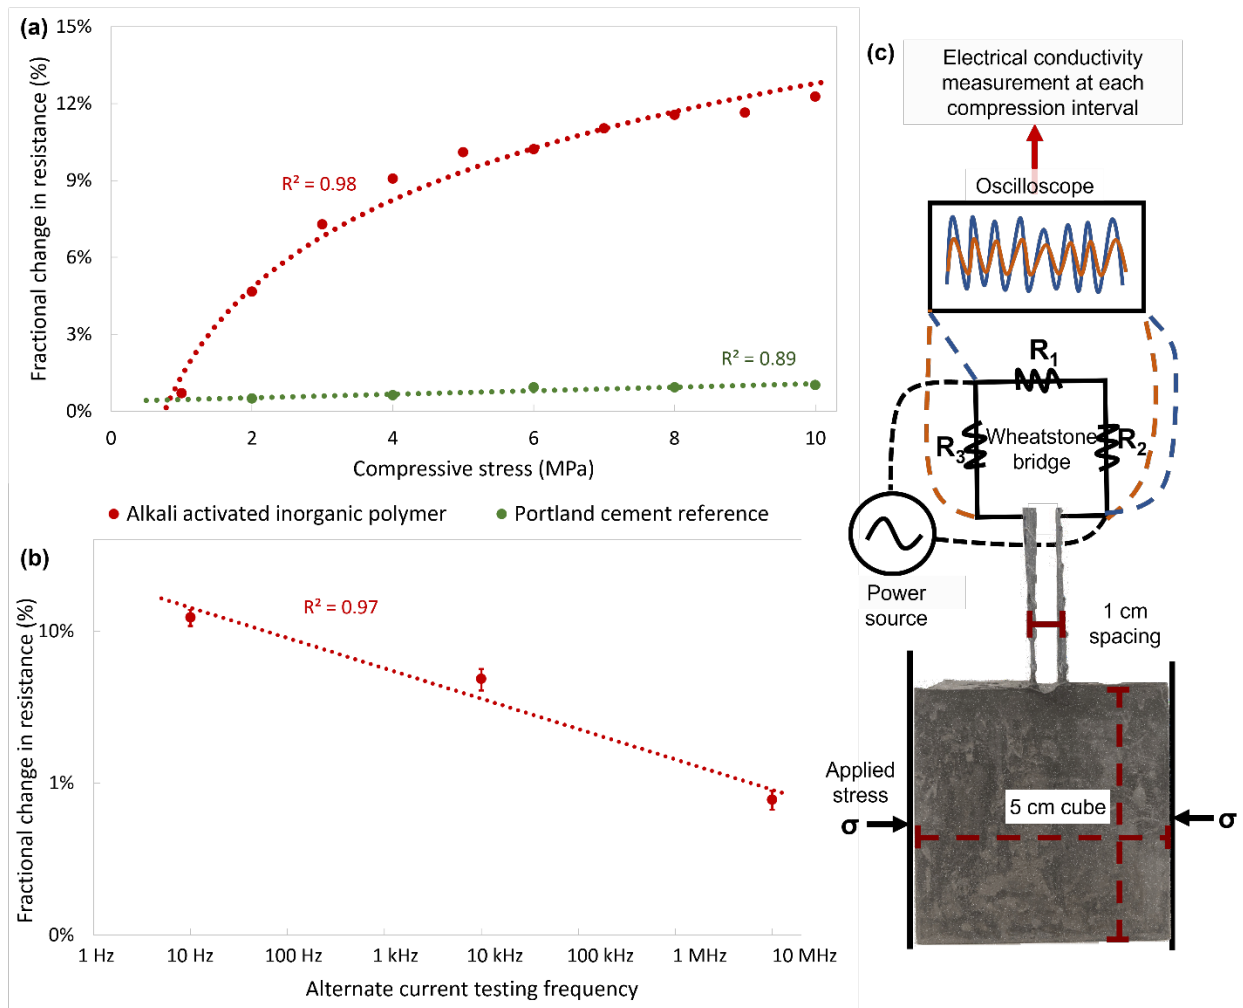 (a)
15%
12%
9%
6%
3%
0%
Fractional change in resistance (%)
R² = 0.98
R² = 0.89
0
2
4
6
8
10
Compressive stress (MPa)
Alkali activated inorganic polymer
Portland cement reference
(b)
10%
1%
0%
Fractional change in resistance (%)
R² = 0.97
1 Hz
10 Hz
100 Hz
1 kHz
10 kHz
100 kHz
1 MHz
10 MHz
Alternate current testing frequency
(c)
Electrical conductivity
measurement at each
compression interval
Oscilloscope
R1
R3
Wheatstone
bridge
R2
Power
source
1 cm
spacing
Applied
stress
σ
5 cm cube
σ